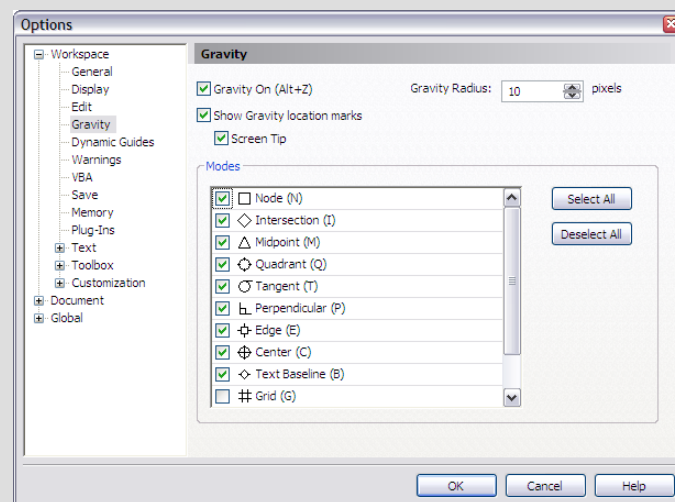 Options
Workspace
General
Display
Edit
Gravity
Dynamic Guides
Warnings
VBA
Save
Memory
Plug-Ins
Text
Toolbox
Customization
Document
Global
Gravity
Gravity On (Alt+Z)
Gravity Radius: 10 pixels
Show Gravity location marks
Screen Tip
Modes
Node (N)
Intersection (I)
Midpoint (M)
Quadrant (Q)
Tangent (T)
Perpendicular (P)
Edge (E)
Center (C)
Text Baseline (B)
Grid (G)
Select All
Deselect All
OK Cancel Help